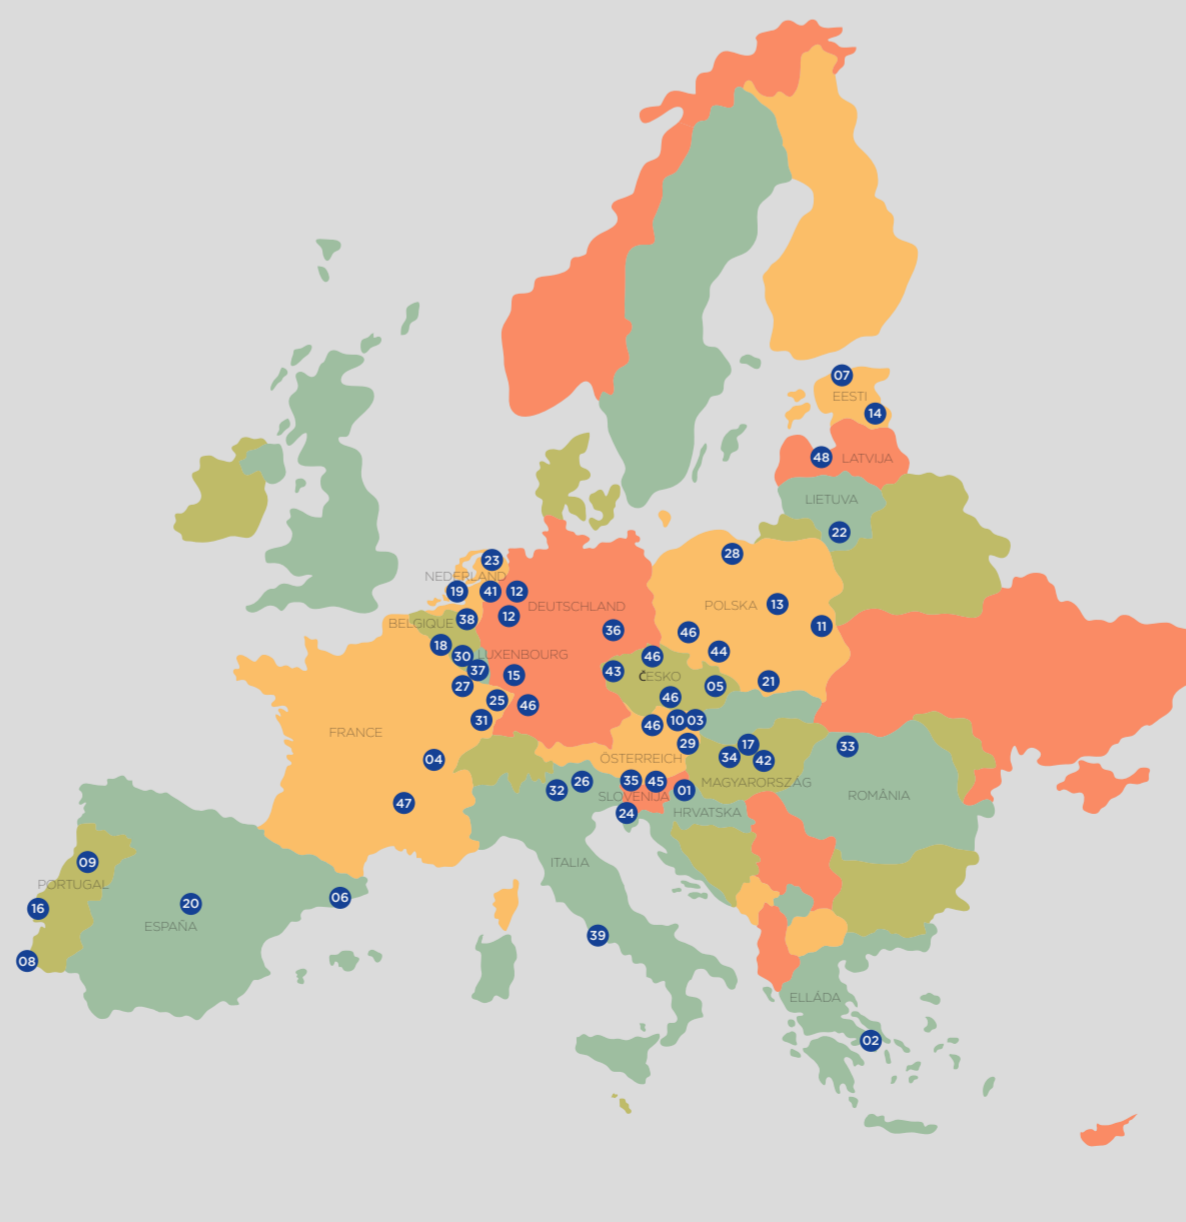 07
EESTI
14
48
LATVIJA
LIETUVA
22
28
23
NEDERLAND
19
41
12
DEUTSCHLAND
POLSKA
13
12
38
BELGIQUE
11
36
46
18
44
30
LUXENBOURG
46
37
43
ČESKO
15
21
27
05
25
46
46
31
46
10
03
FRANCE
29
17
33
04
34
42
ÖSTERREICH
35
45
26
MAGYARORSZÁG
32
01
SLOVENIJA
ROMÂNIA
47
24
HRVATSKA
09
ITALIA
PORTUGAL
06
20
16
ESPAÑA
39
08
ELLÁDA
02